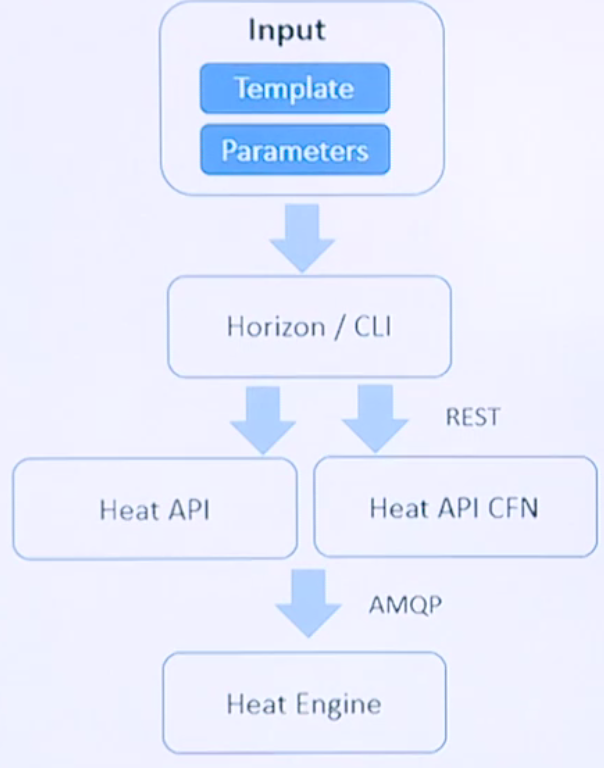 Input
Template
Parameters
Horizon / CLI
REST
Heat API
Heat API CFN
AMQP
Heat Engine